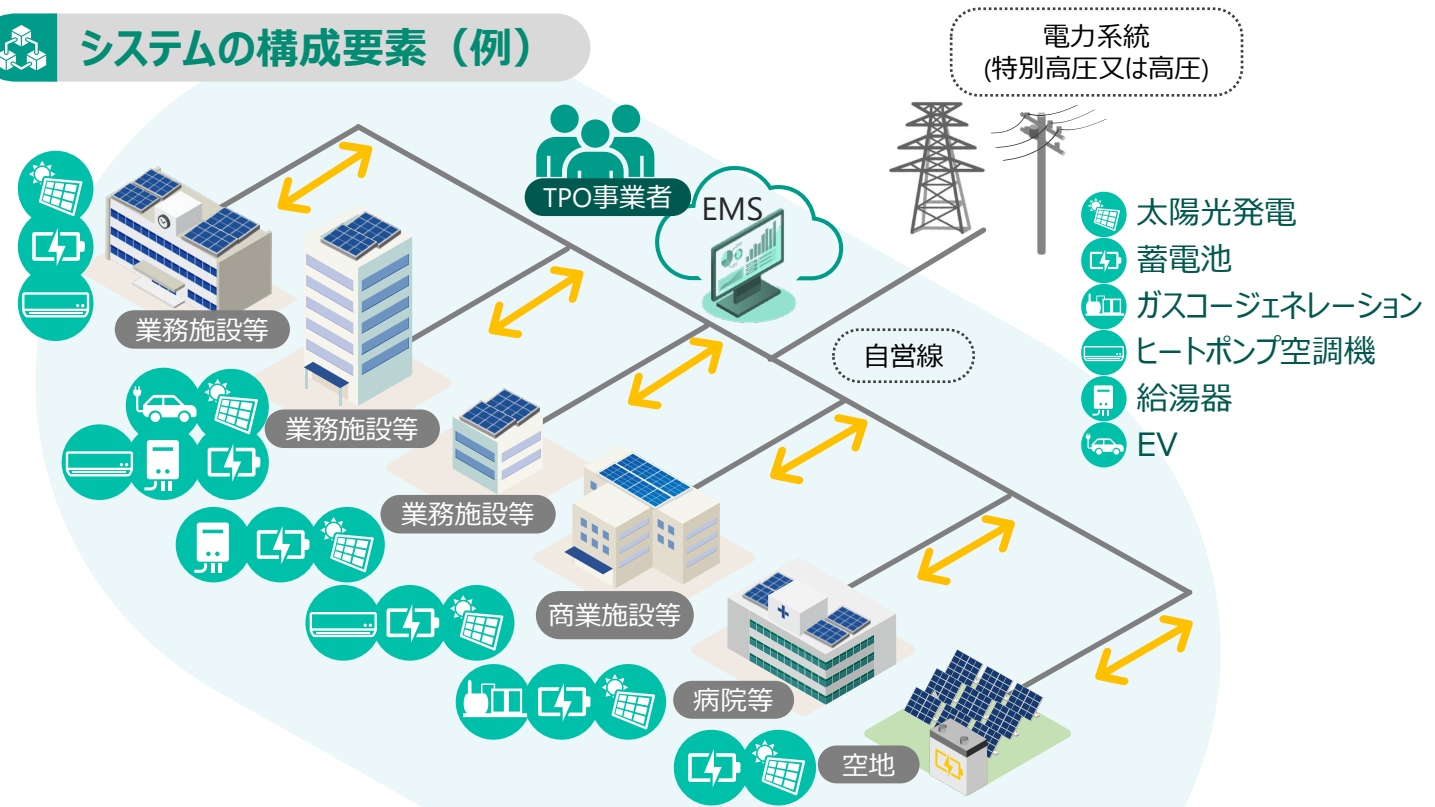 システムの構成要素（例）
電力系統
(特別高圧又は高圧)
TPO事業者
EMS
太陽光発電
蓄電池
ガスコージェネレーション
ヒートポンプ空調機
給湯器
EV
自営線
業務施設等
業務施設等
業務施設等
商業施設等
病院等
空地